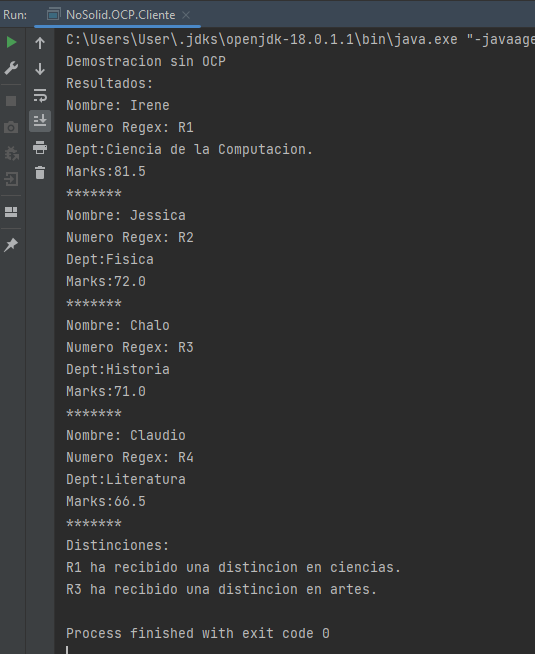 Run: NoSolid.OCP.Cliente ×
C:\Users\User\.jdks\openjdk-18.0.1.1\bin\java.exe "-javaage
Demostracion sin OCP
Resultados:
Nombre: Irene
Numero Regex: R1
Dept:Ciencia de la Computacion.
Marks:81.5
*******
Nombre: Jessica
Numero Regex: R2
Dept:Fisica
Marks:72.0
*******
Nombre: Chalo
Numero Regex: R3
Dept:Historia
Marks:71.0
*******
Nombre: Claudio
Numero Regex: R4
Dept:Literatura
Marks:66.5
*******
Distinciones:
R1 ha recibido una distincion en ciencias.
R3 ha recibido una distincion en artes.
Process finished with exit code 0